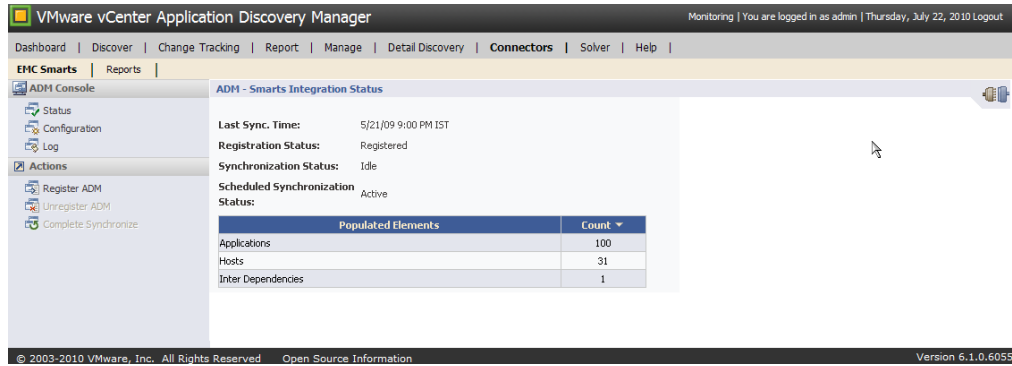 VMware vCenter Application Discovery Manager
Monitoring | You are logged in as admin | Thursday, July 22, 2010 Logout
Dashboard | Discover | Change Tracking | Report | Manage | Detail Discovery | Connectors | Solver | Help |
EMC Smarts | Reports |
ADM Console
ADM - Smarts Integration Status
Status
Configuration
Log
Actions
Register ADM
Unregister ADM
Complete Synchronize
Last Sync. Time: 5/21/09 9:00 PM IST
Registration Status: Registered
Synchronization Status: Idle
Scheduled Synchronization
Status: Active
Populated Elements Count
Applications 100
Hosts 31
Inter Dependencies 1
© 2003-2010 VMware, Inc. All Rights Reserved Open Source Information
Version 6.1.0.6055